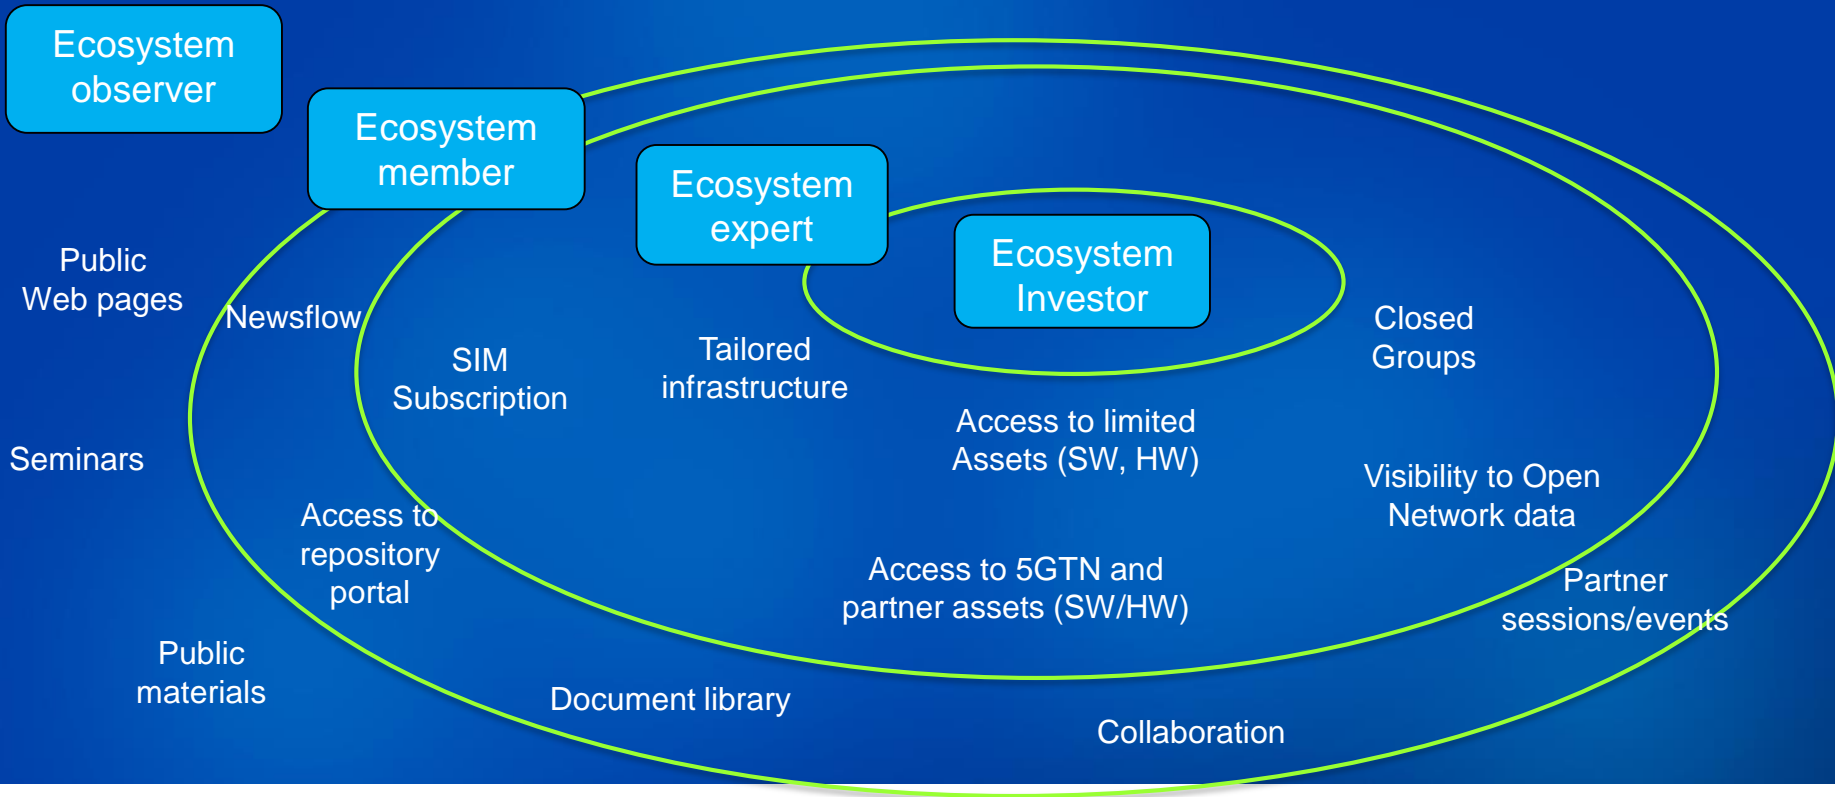 Ecosystem
observer
Ecosystem
member
Ecosystem
expert
Ecosystem
Investor
Public
Web pages
Newsflow
SIM
Subscription
Tailored
infrastructure
Closed
Groups
Access to limited
Assets (SW, HW)
Seminars
Visibility to Open
Network data
Access to
repository
portal
Access to 5GTN and
partner assets (SW/HW)
Partner
sessions/events
Public
materials
Document library
Collaboration